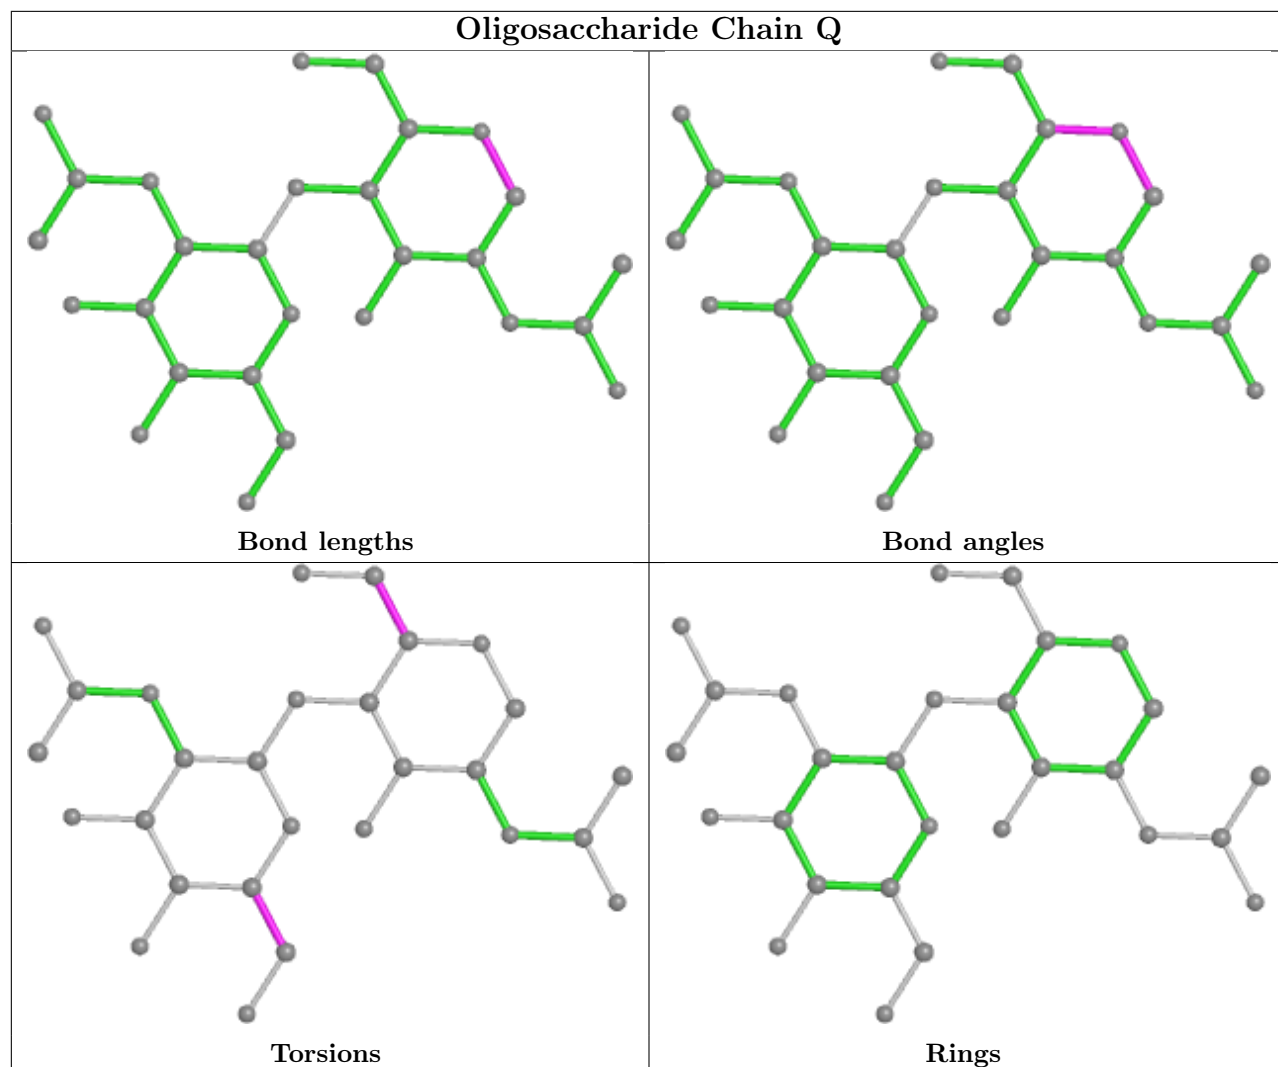 Oligosaccharide Chain Q
Bond lengths
Bond angles
Torsions
Rings